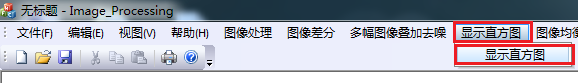 无标题 - Image_Processing
文件(F) 编辑(E) 视图(V) 帮助(H) 图像处理 图像差分 多幅图像叠加去噪 显示直方图 图像均衡
显示直方图